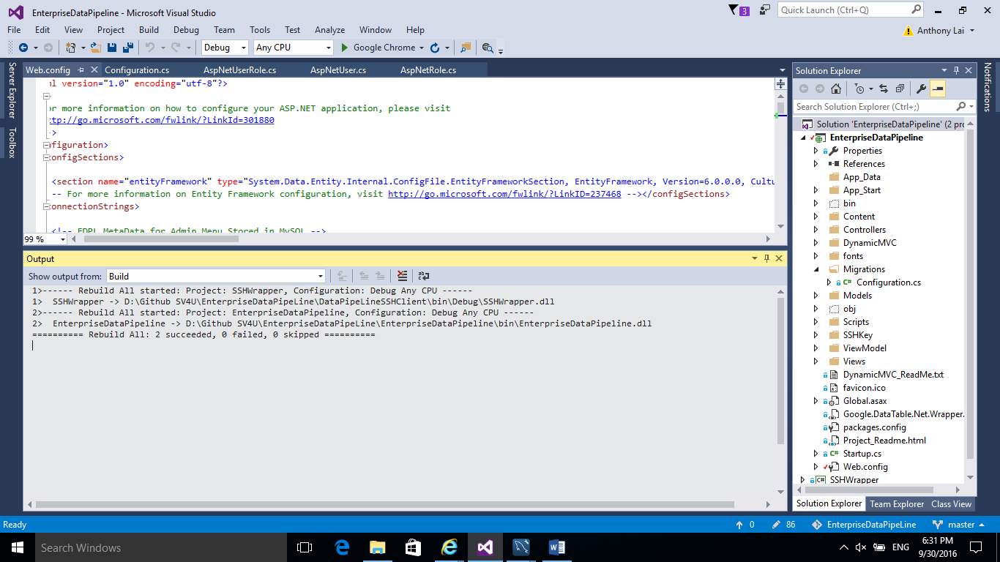 EnterpriseDataPipeline - Microsoft Visual Studio
3
Quick Launch (Ctrl+Q)
File Edit View Project Build Debug Team Tools Test Analyze Window Help
Anthony Lai
Debug Any CPU Google Chrome
Server Explorer
Toolbox
Web.config Configuration.cs AspNetUserRole.cs AspNetUser.cs AspNetRole.cs
ml version="1.0" encoding="utf-8"?>
or more information on how to configure your ASP.NET application, please visit
ttp://go.microsoft.com/fwlink/?LinkId=301880
>
figuration>
configSections>
<section name="entityFramework" type="System.Data.Entity.Internal.ConfigFile.EntityFrameworkSection, EntityFramework, Version=6.0.0.0, Cultu
-- For more information on Entity Framework configuration, visit http://go.microsoft.com/fwlink/?LinkID=237468 --></configSections>
connectionStrings>
<!-- EDPL MetaData for Admin Menu Stored in MySQL -->
99 %
Output
Show output from: Build
1>------ Rebuild All started: Project: SSHWrapper, Configuration: Debug Any CPU ------
1>  SSHWrapper -> D:\Github SV4U\EnterpriseDataPipeLine\DataPipeLineSSHClient\bin\Debug\SSHWrapper.dll
2>------ Rebuild All started: Project: EnterpriseDataPipeline, Configuration: Debug Any CPU ------
2>  EnterpriseDataPipeline -> D:\Github SV4U\EnterpriseDataPipeLine\EnterpriseDataPipeline\bin\EnterpriseDataPipeline.dll
========== Rebuild All: 2 succeeded, 0 failed, 0 skipped ==========
Solution Explorer
Search Solution Explorer (Ctrl+;)
Solution 'EnterpriseDataPipeline' (2 pro
EnterpriseDataPipeline
Properties
References
App_Data
App_Start
bin
Content
Controllers
DynamicMVC
fonts
Migrations
C# Configuration.cs
Models
obj
Scripts
SSHKey
ViewModel
Views
DynamicMVC_ReadMe.txt
favicon.ico
Global.asax
Google.DataTable.Net.Wrapper.
packages.config
Project_Readme.html
C# Startup.cs
Web.config
C# SSHWrapper
Solution Explorer Team Explorer Class View
Notifications
Ready
0 86 EnterpriseDataPipeLine master
Search Windows
ENG
6:31 PM
9/30/2016